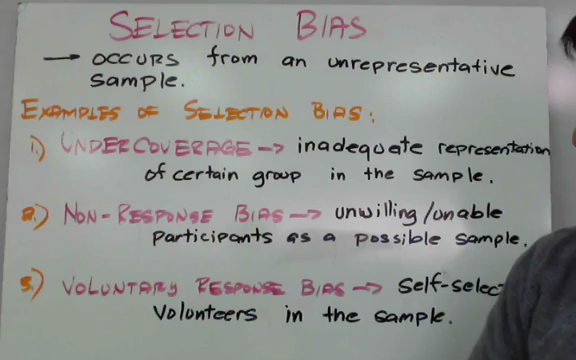 SELECTION BIAS
→ OCCURS from an unrepresentative
sample.
EXAMPLES OF SELECTION BIAS:
1.) UNDERCOVERAGE → inadequate representation
of certain group in the sample.
2.) NON-RESPONSE BIAS → unwilling/unable
participants as a possible sample.
3.) VOLUNTARY RESPONSE BIAS → Self-selec
Volunteers in the sample.